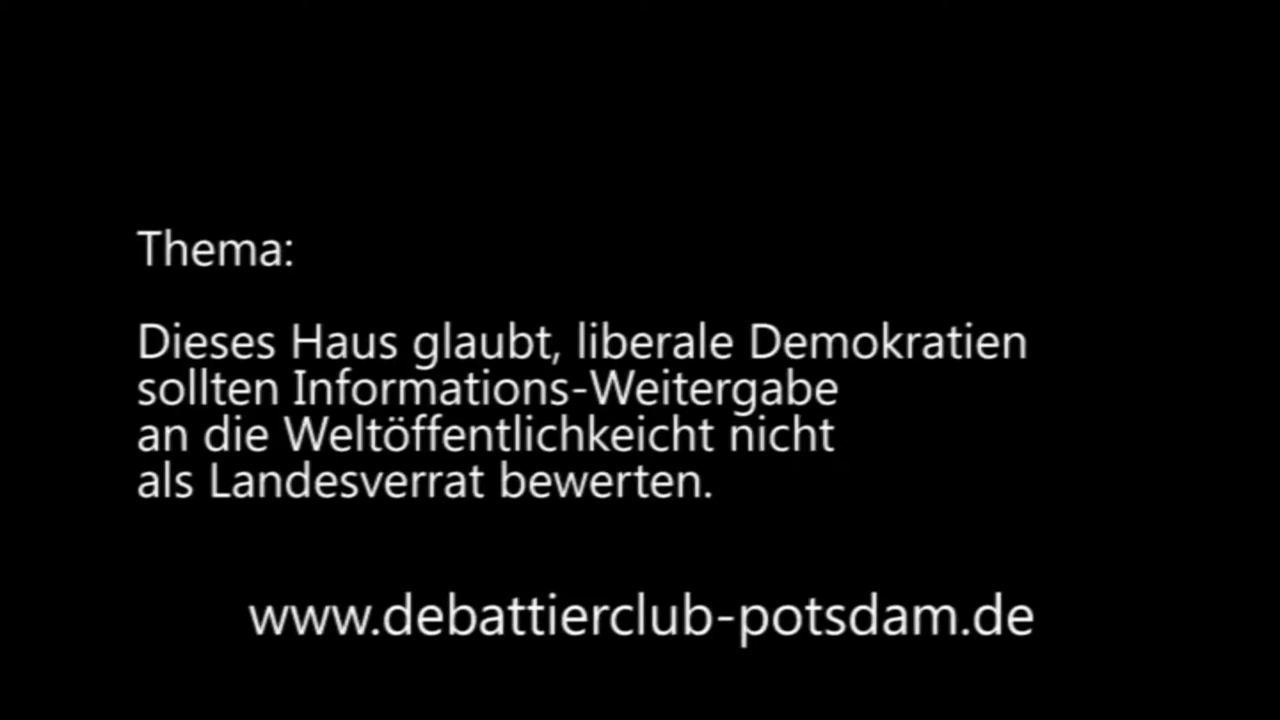 Thema:
Dieses Haus glaubt, liberale Demokratien
sollten Informations-Weitergabe
an die Weltöffentlichkeicht nicht
als Landesverrat bewerten.
www.debattierclub-potsdam.de